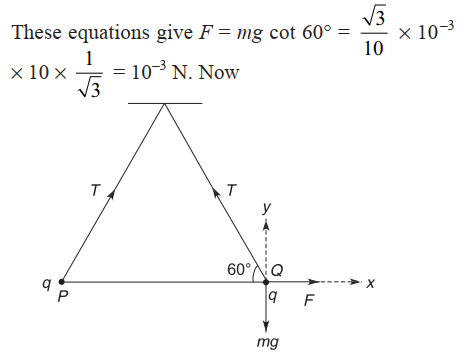 These equations give F = mg cot 60° = √3/10 × 10⁻³
× 10 × 1/√3 = 10⁻³ N. Now
T T
y
60° Q
q x
P q F
mg